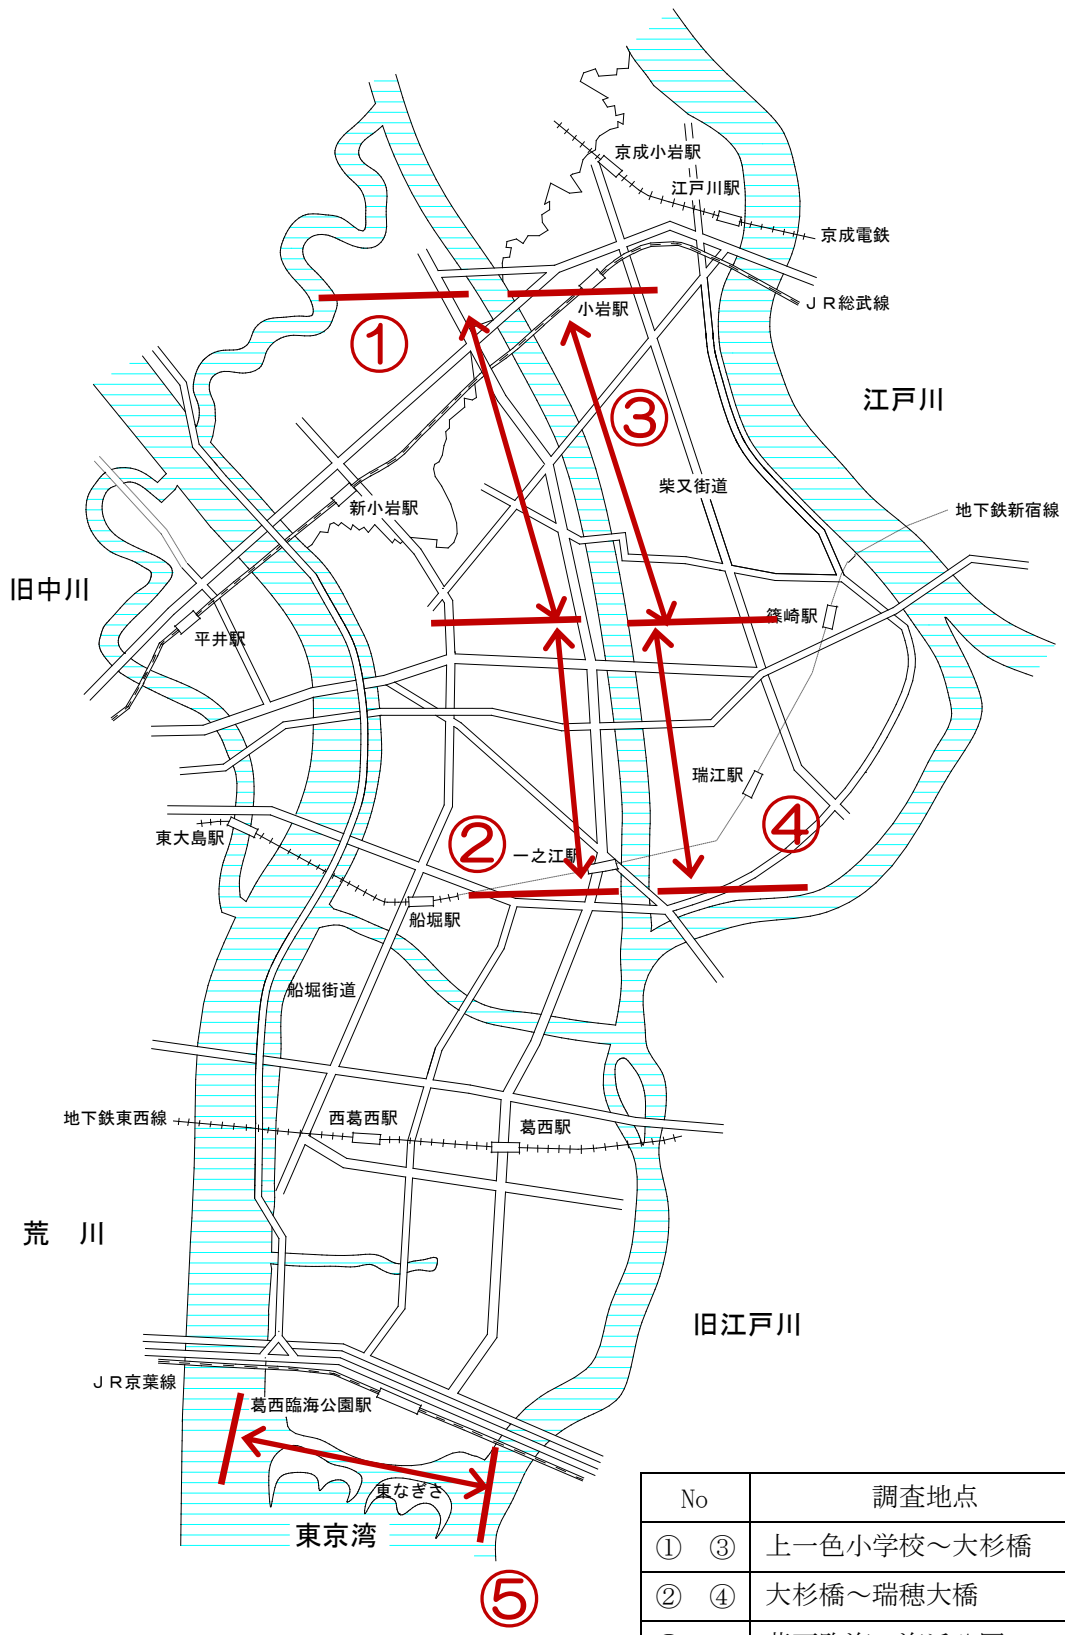 京成小岩駅
江戸川駅
京成電鉄
JR総武線
小岩駅
①
③
江戸川
柴又街道
新小岩駅
地下鉄新宿線
旧中川
平井駅
篠崎駅
瑞江駅
東大島駅
②
④
一之江駅
船堀駅
船堀街道
地下鉄東西線
西葛西駅
葛西駅
荒 川
旧江戸川
JR京葉線
葛西臨海公園駅
東なぎさ
東京湾
⑤
No 調査地点
① ③ 上一色小学校~大杉橋
② ④ 大杉橋~瑞穂大橋